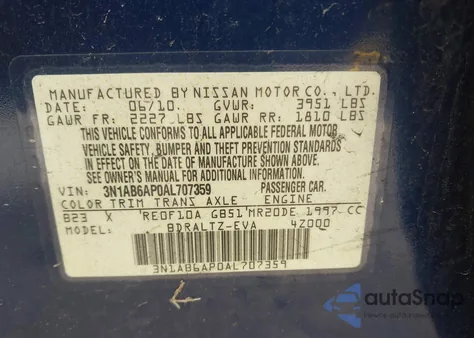 MANUFACTURED BY NISSAN MOTOR CO., LTD.
DATE: 06/10 GVWR: 3951 LBS
GAWR FR: 2227 LBS GAWR RR: 1810 LBS
THIS VEHICLE CONFORMS TO ALL APPLICABLE FEDERAL MOTOR
VEHICLE SAFETY, BUMPER AND THEFT PREVENTION STANDARDS
IN EFFECT ON THE DATE OF MANUFACTURE SHOWN ABOVE.
SEE OWNER'S MANUAL FOR ADDITIONAL INFORMATION.
VIN: 3N1AB6AP0AL707359 PASSENGER CAR.
COLOR TRIM TRANS AXLE ENGINE
B23 X RE0F10A GB51 MR20DE 1997 CC
MODEL: BDRALTZ-EVA 4Z000
3N1AB6AP0AL707359
autoSnap